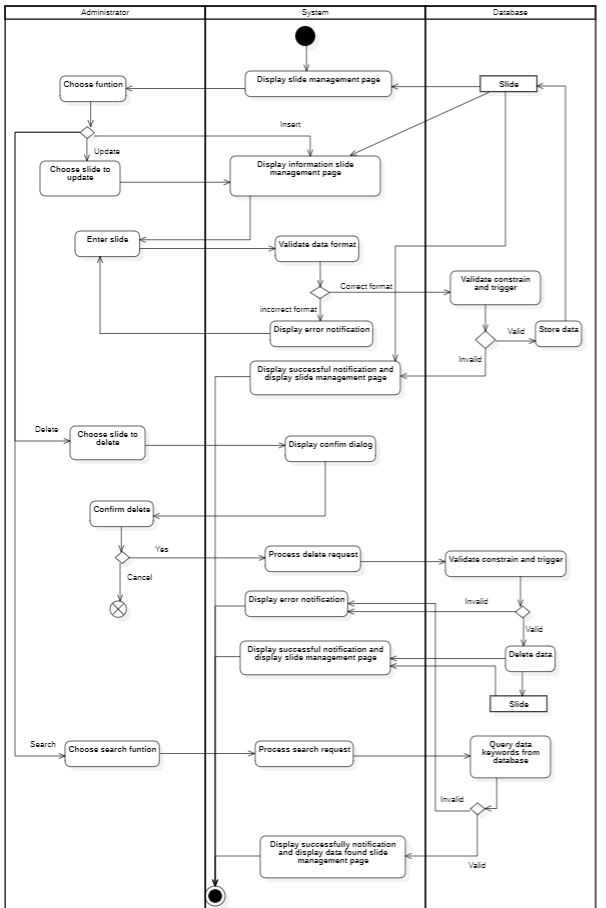 Administrator
System
Database
Display slide management page
Slide
Choose funtion
Insert
Update
Choose slide to
update
Display information slide
management page
Enter slide
Validate data format
Correct format
Validate constrain
and trigger
incorrect format
Display error notification
Valid
Store data
Invalid
Display successful notification and
display slide management page
Delete
Choose slide to
delete
Display confim dialog
Confirm delete
Yes
Process delete request
Validate constrain and trigger
Cancel
Display error notification
Invalid
Valid
Display successful notification and
display slide management page
Delete data
Slide
Search
Choose search funtion
Process search request
Query data
keywords from
database
Invalid
Display successfully notification
and display data found slide
management page
Valid